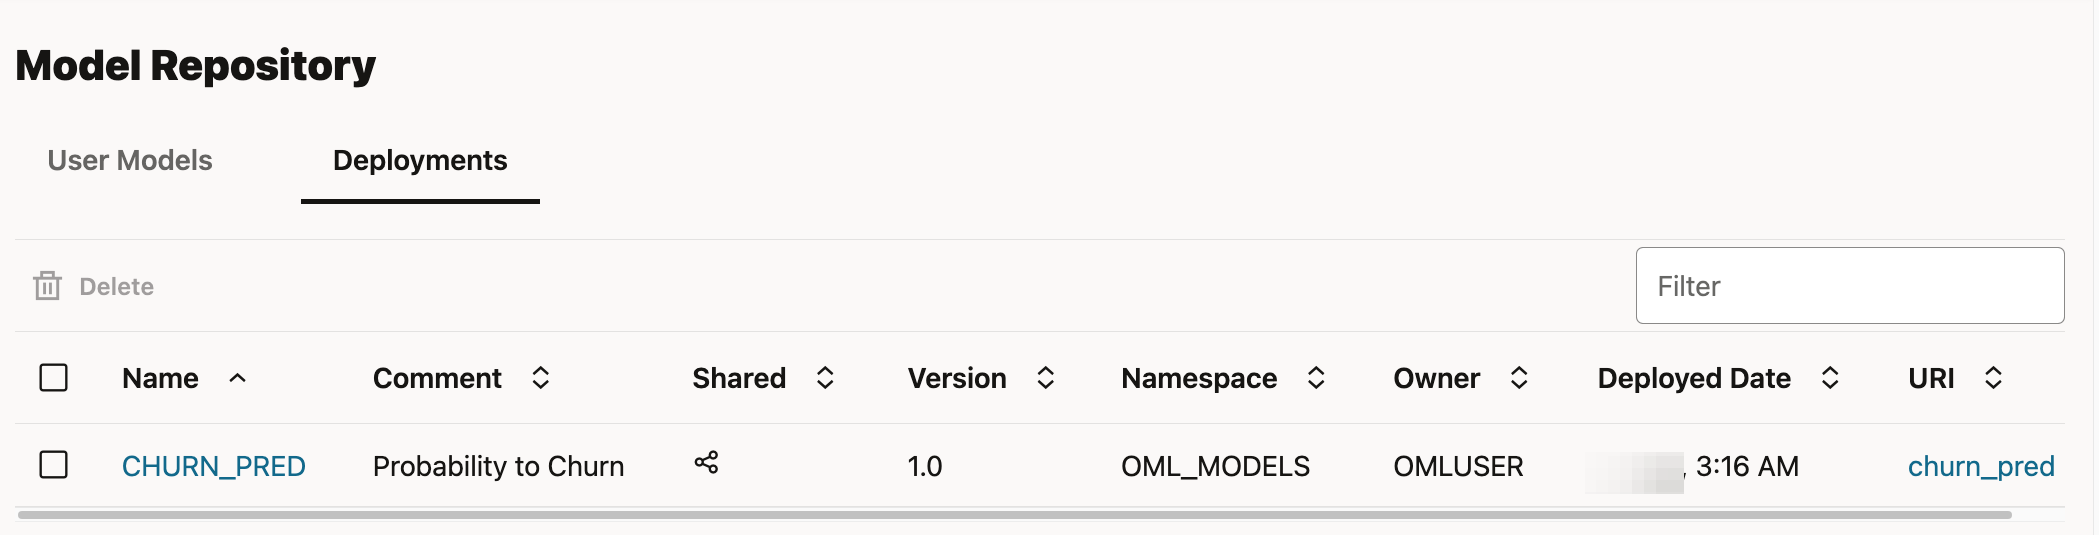 Model Repository
User Models Deployments
Delete Filter
Name Comment Shared Version Namespace Owner Deployed Date URI
CHURN_PRED Probability to Churn 1.0 OML_MODELS OMLUSER , 3:16 AM churn_pred